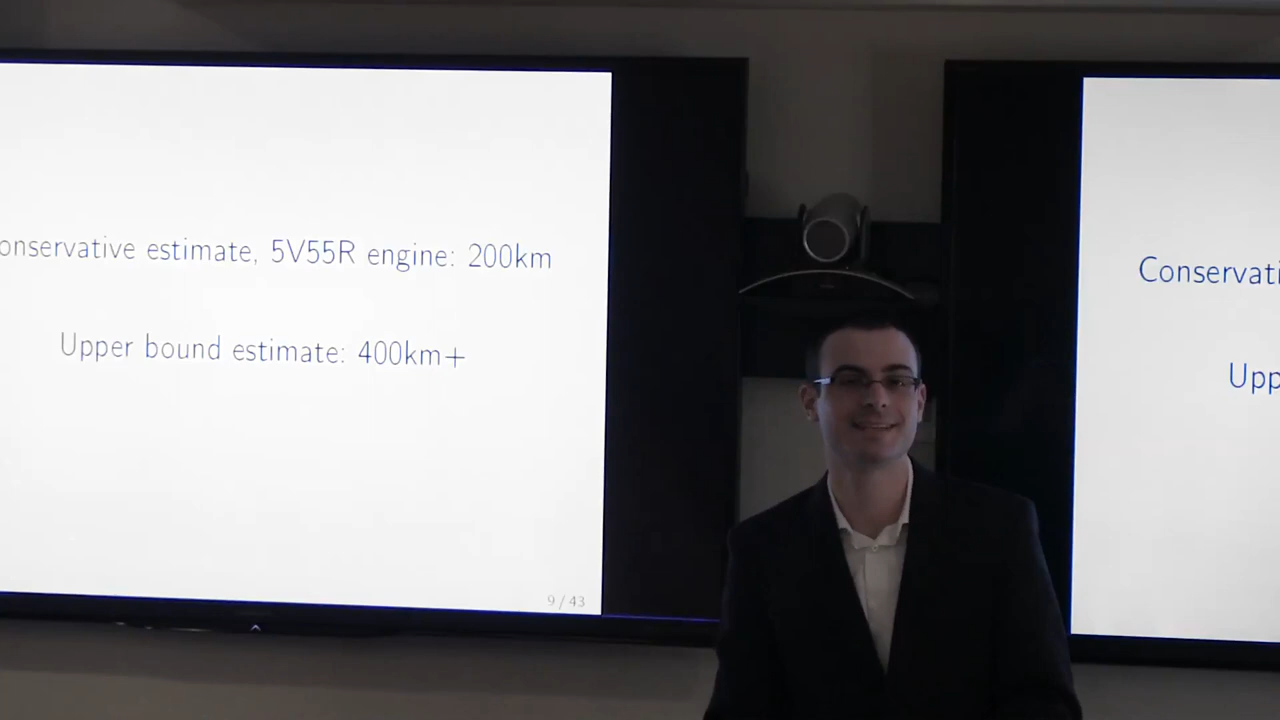 onservative estimate, 5V55R engine: 200km
Upper bound estimate: 400km+
9 / 43
Conservati
Upp